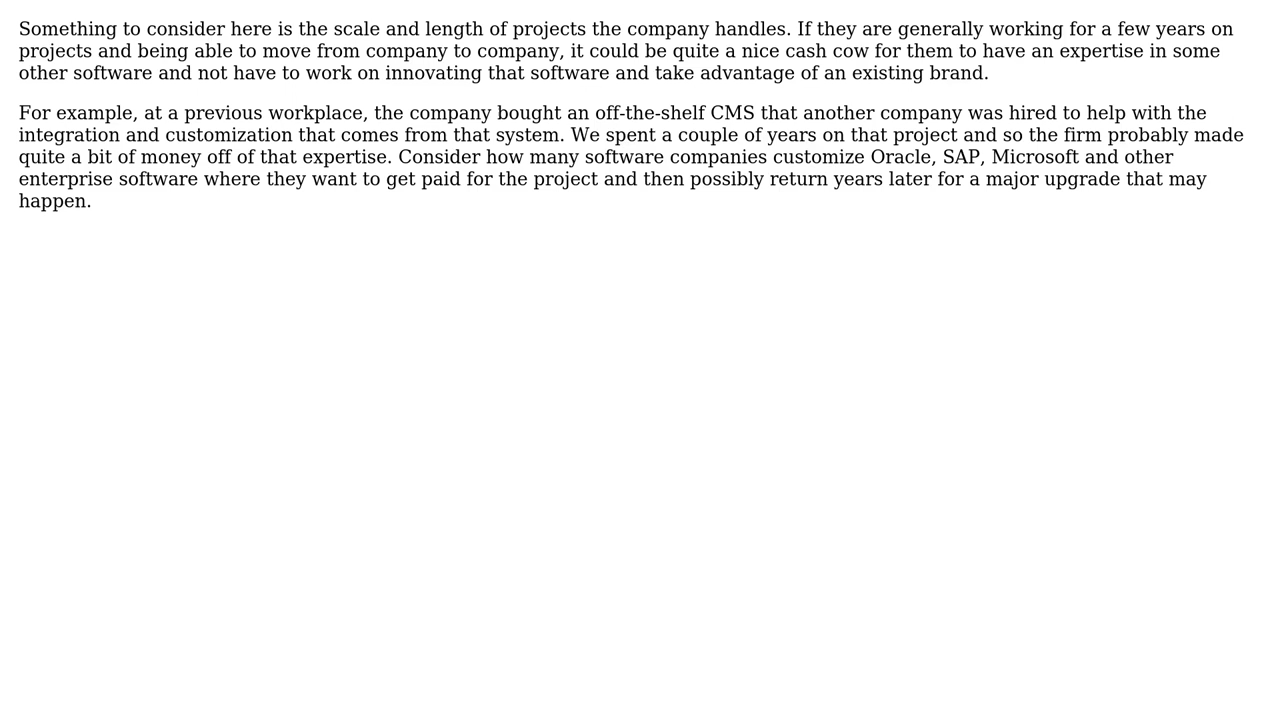 Something to consider here is the scale and length of projects the company handles. If they are generally working for a few years on
projects and being able to move from company to company, it could be quite a nice cash cow for them to have an expertise in some
other software and not have to work on innovating that software and take advantage of an existing brand.
For example, at a previous workplace, the company bought an off-the-shelf CMS that another company was hired to help with the
integration and customization that comes from that system. We spent a couple of years on that project and so the firm probably made
quite a bit of money off of that expertise. Consider how many software companies customize Oracle, SAP, Microsoft and other
enterprise software where they want to get paid for the project and then possibly return years later for a major upgrade that may
happen.